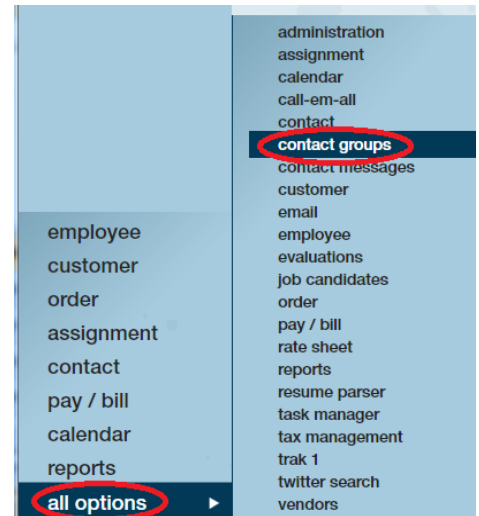 administration
assignment
calendar
call-em-all
contact
contact groups
contact messages
customer
email
employee
evaluations
job candidates
order
pay / bill
rate sheet
reports
resume parser
task manager
tax management
trak 1
twitter search
vendors
employee
customer
order
assignment
contact
pay / bill
calendar
reports
all options